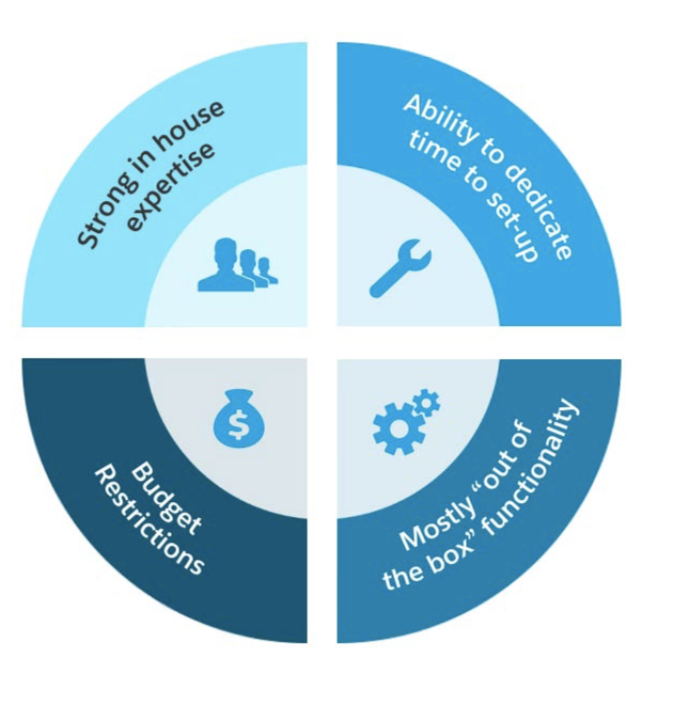 Strong in house
expertise
Ability to dedicate
time to set-up
Budget
Restrictions
Mostly “out of
the box” functionality
$